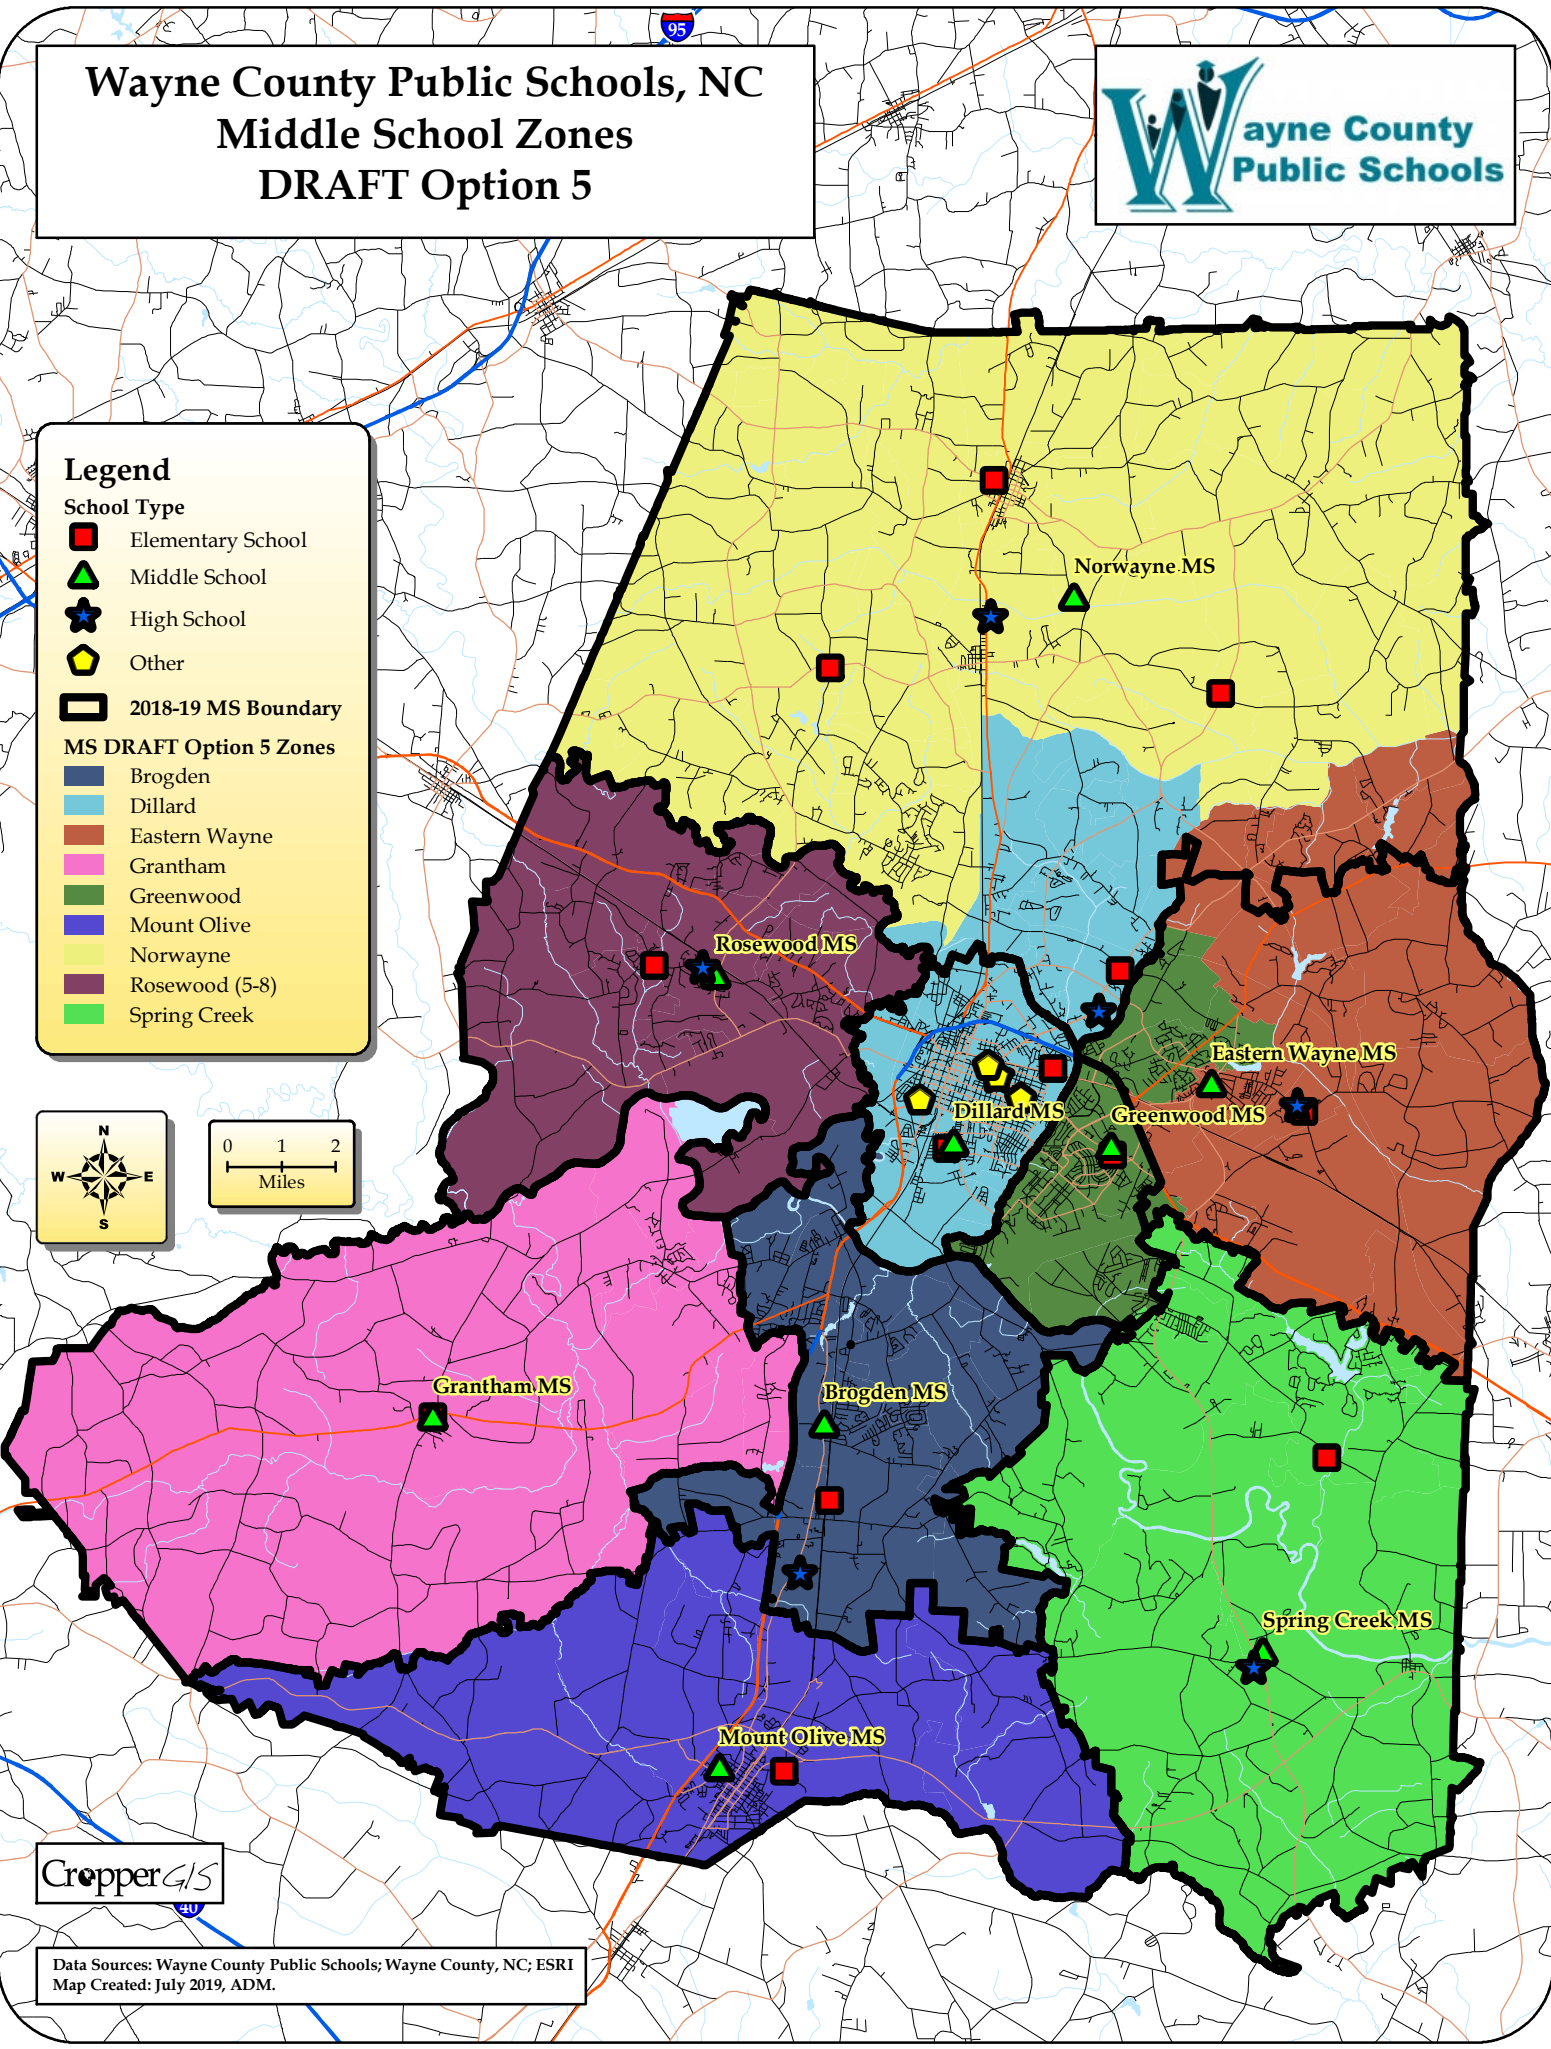 95
Wayne County Public Schools, NC
Middle School Zones
DRAFT Option 5
Wayne County
Public Schools
Legend
School Type
Elementary School
Middle School
High School
Other
2018-19 MS Boundary
MS DRAFT Option 5 Zones
Brogden
Dillard
Eastern Wayne
Grantham
Greenwood
Mount Olive
Norwayne
Rosewood (5-8)
Spring Creek
Norwayne MS
Rosewood MS
Eastern Wayne MS
Dillard MS
Greenwood MS
Grantham MS
Brogden MS
Spring Creek MS
Mount Olive MS
N
W E
S
0 1 2
Miles
Cropper GIS
40
Data Sources: Wayne County Public Schools; Wayne County, NC; ESRI
Map Created: July 2019, ADM.